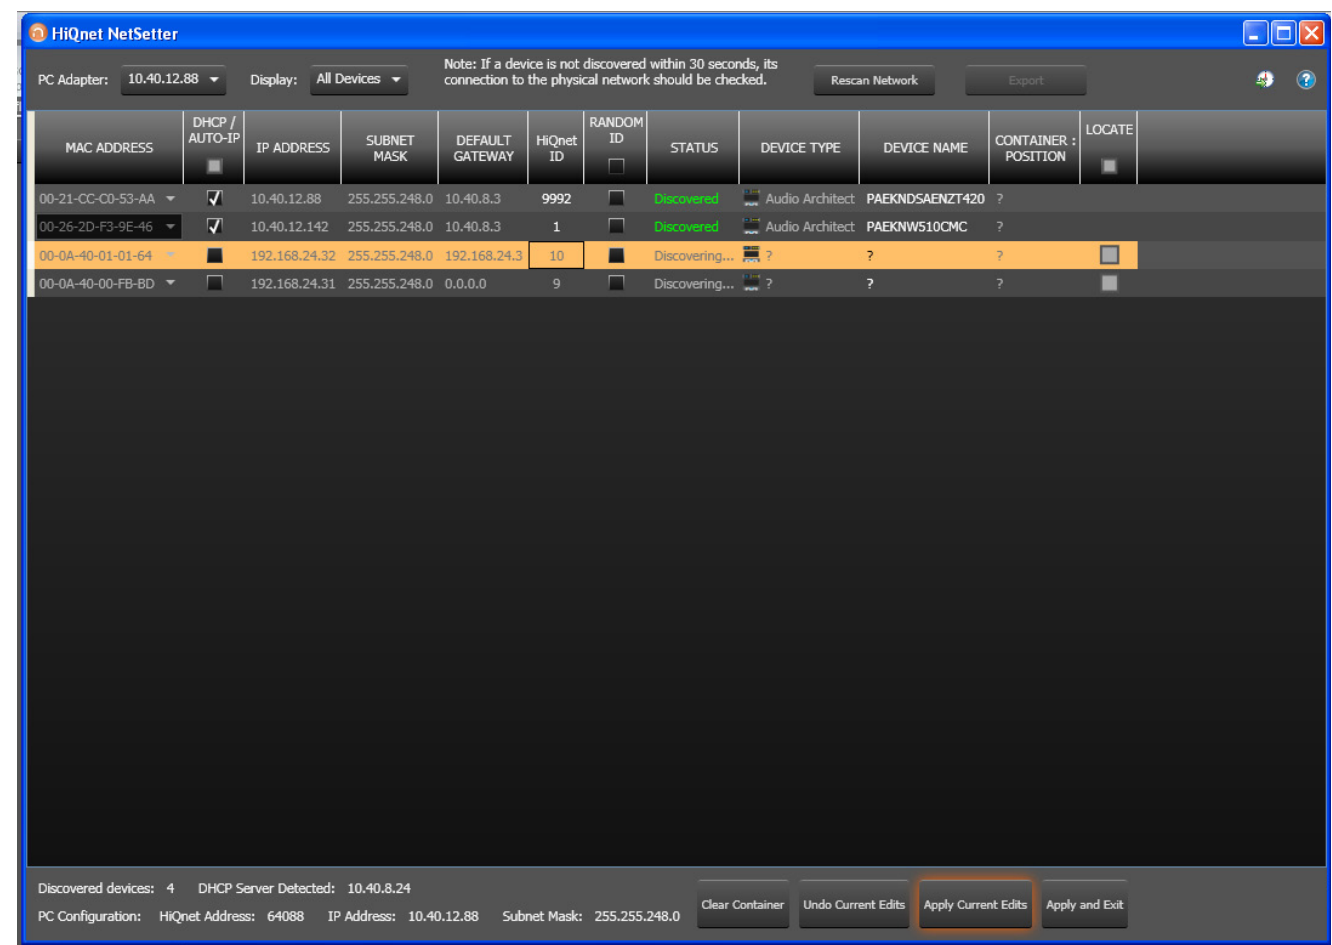 HiQnet NetSetter
PC Adapter: 10.40.12.88 Display: All Devices Note: If a device is not discovered within 30 seconds, its
connection to the physical network should be checked. Rescan Network Export
MAC ADDRESS DHCP / AUTO-IP IP ADDRESS SUBNET MASK DEFAULT GATEWAY HiQnet ID RANDOM ID STATUS DEVICE TYPE DEVICE NAME CONTAINER : POSITION LOCATE
00-21-CC-C0-53-AA 10.40.12.88 255.255.248.0 10.40.8.3 9992 Discovered Audio Architect PAEKNDSAENZT420 ?
00-26-2D-F3-9E-46 10.40.12.142 255.255.248.0 10.40.8.3 1 Discovered Audio Architect PAEKNW510CMC ?
00-0A-40-01-01-64 192.168.24.32 255.255.248.0 192.168.24.3 10 Discovering... ? ? ?
00-0A-40-00-FB-BD 192.168.24.31 255.255.248.0 0.0.0.0 9 Discovering... ? ? ?
Discovered devices: 4 DHCP Server Detected: 10.40.8.24
PC Configuration: HiQnet Address: 64088 IP Address: 10.40.12.88 Subnet Mask: 255.255.248.0
Clear Container Undo Current Edits Apply Current Edits Apply and Exit